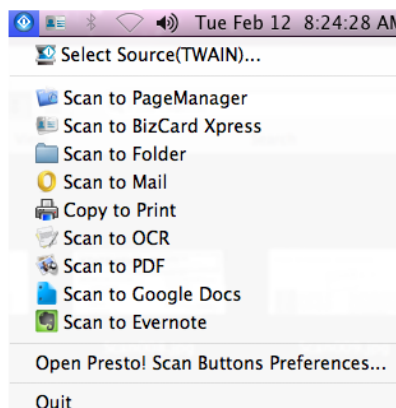 Tue Feb 12 8:24:28 AM
Select Source(TWAIN)...
Scan to PageManager
Scan to BizCard Xpress
Scan to Folder
Scan to Mail
Copy to Print
Scan to OCR
Scan to PDF
Scan to Google Docs
Scan to Evernote
Open Presto! Scan Buttons Preferences...
Quit